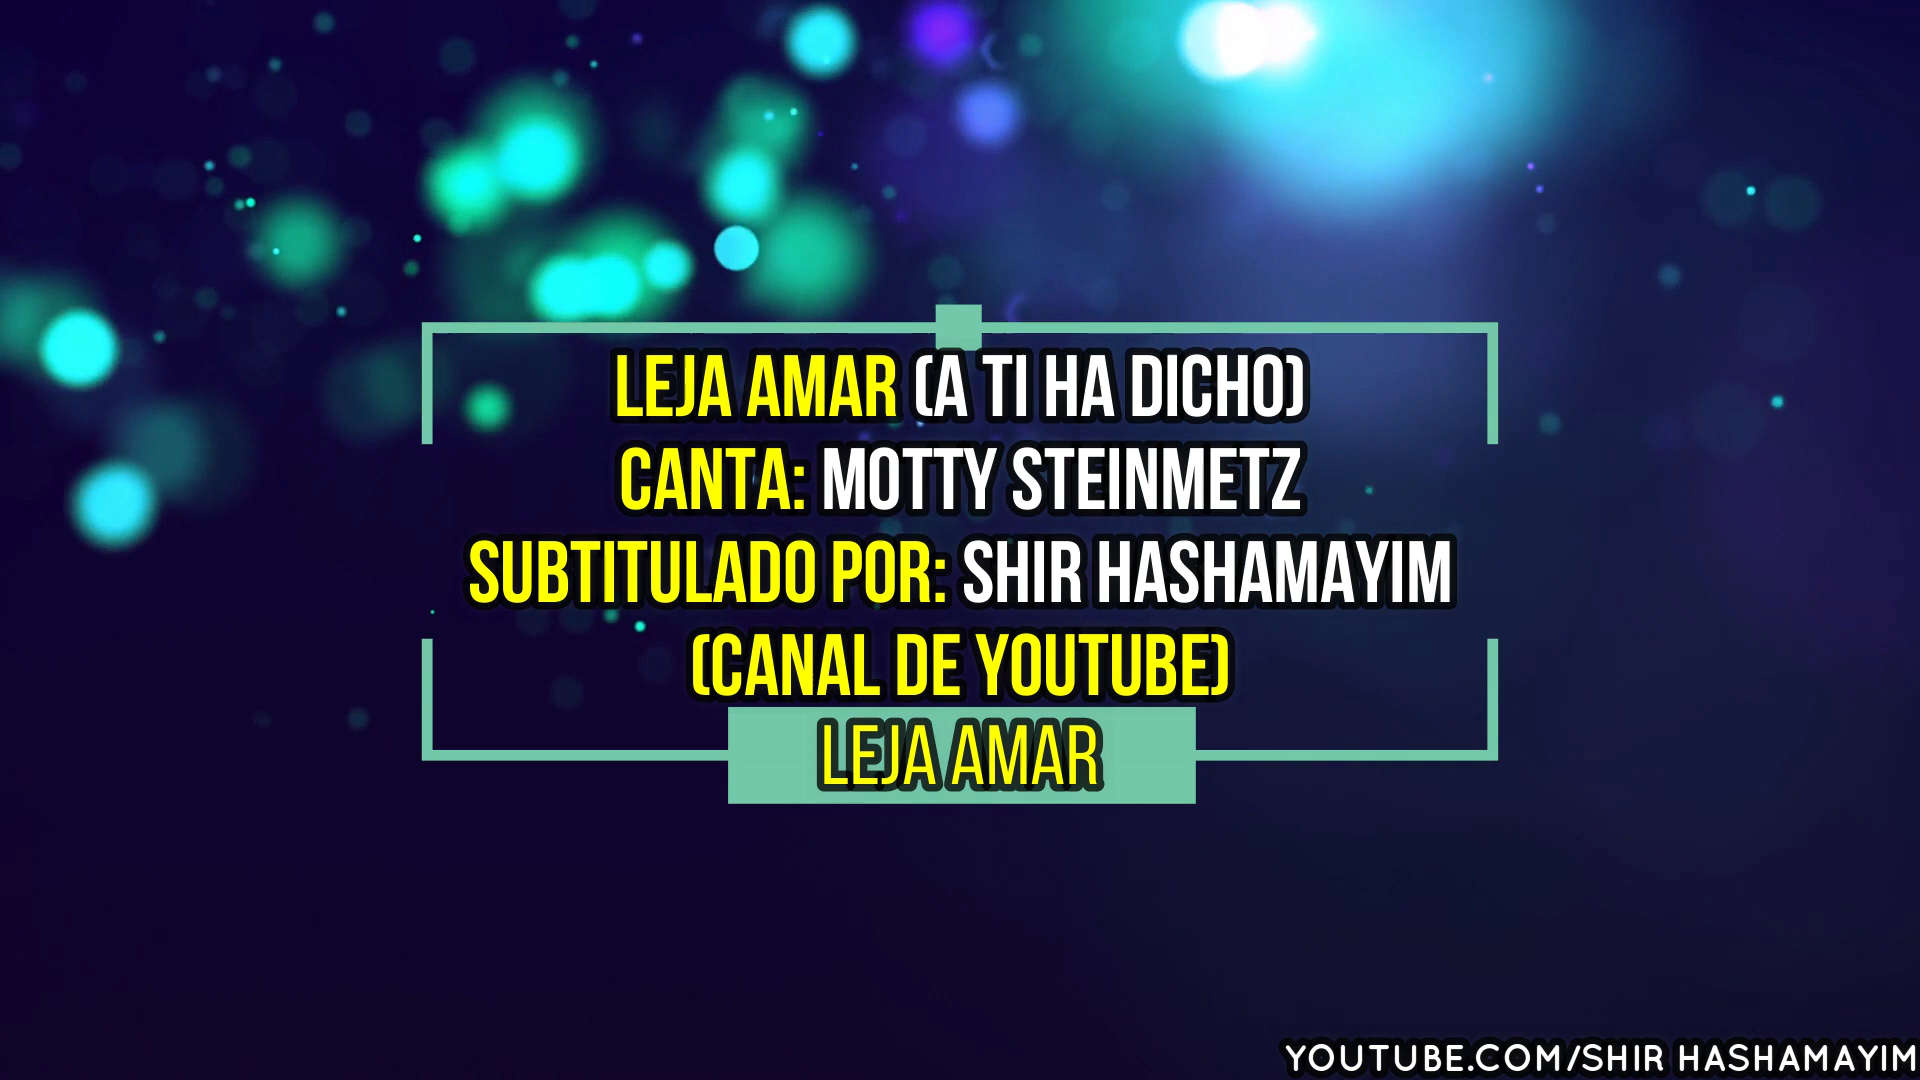 LEJA AMAR (A TI HA DICHO)
CANTA: MOTTY STEINMETZ
SUBTITULADO POR: SHIR HASHAMAYIM
(CANAL DE YOUTUBE)
LEJA AMAR
YOUTUBE.COM/SHIR HASHAMAYIM